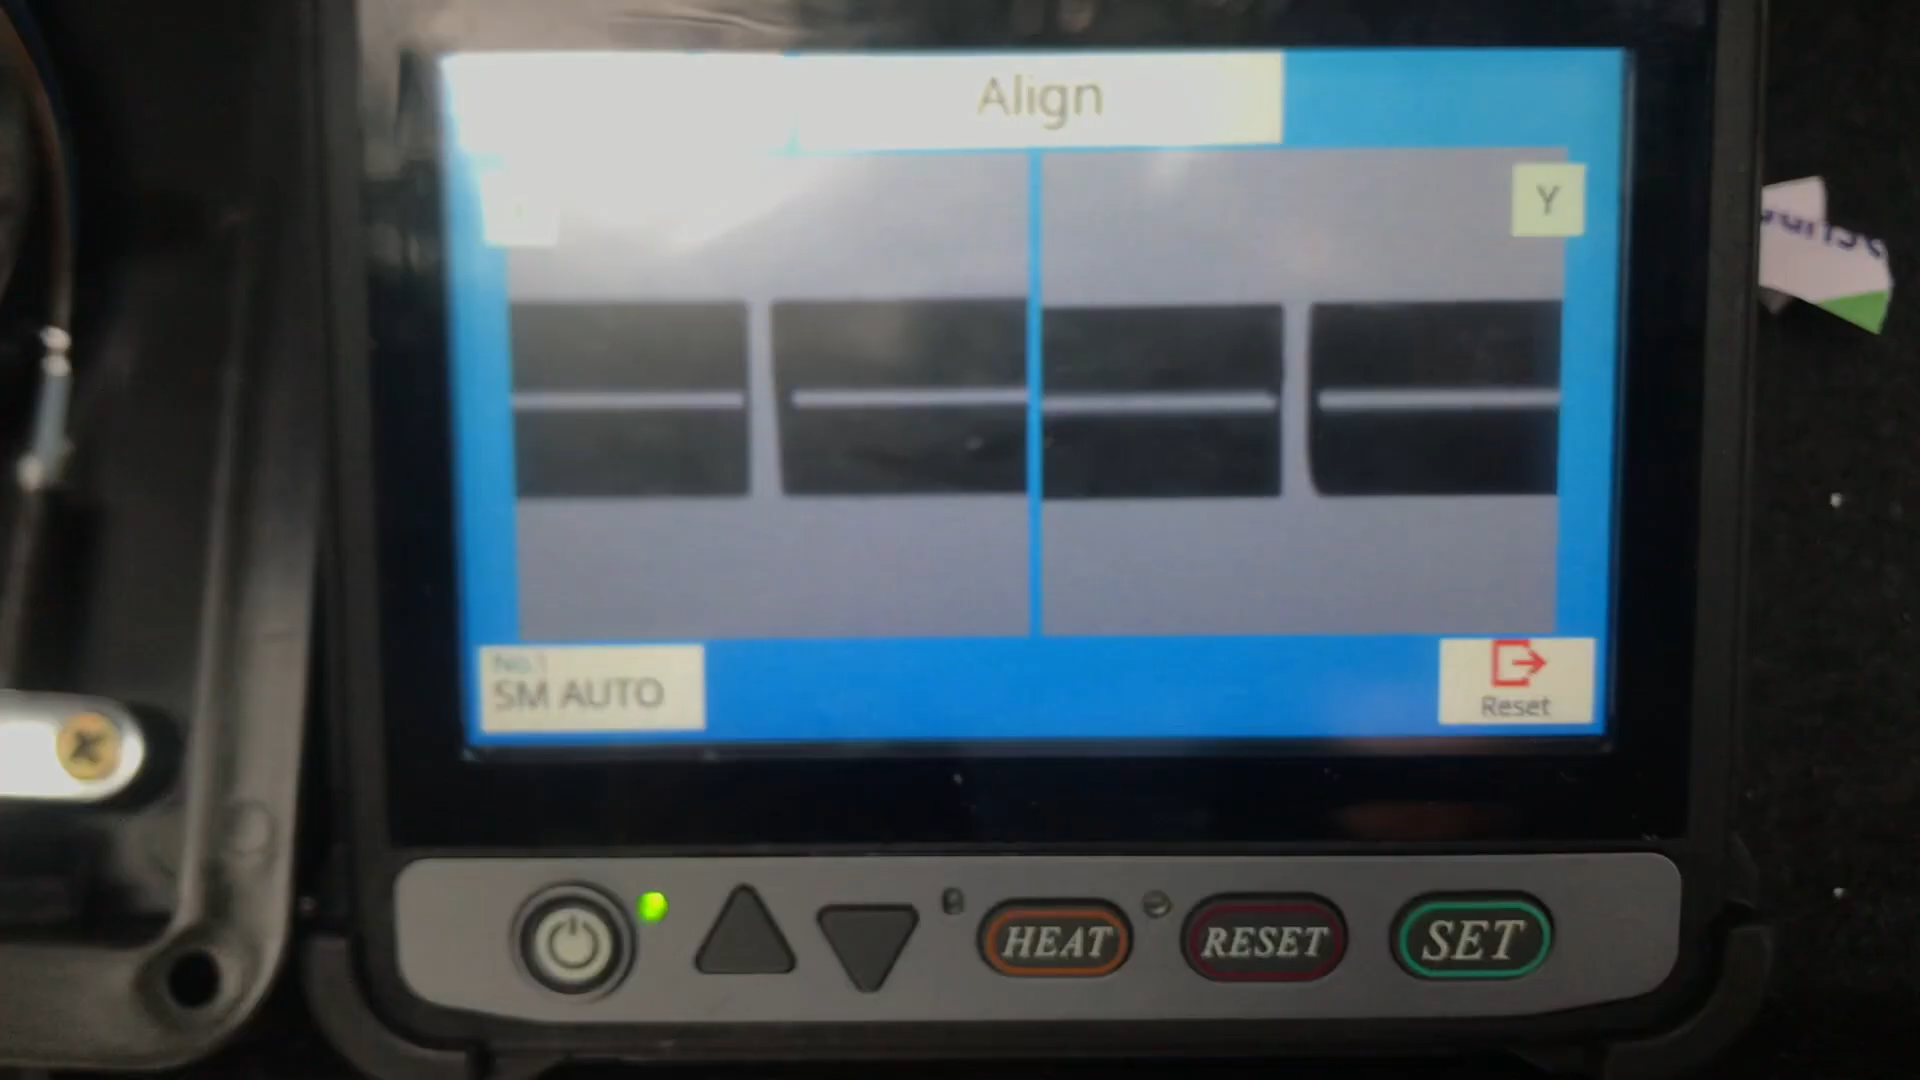 Align
Y
No.1
SM AUTO
Reset
HEAT
RESET
SET